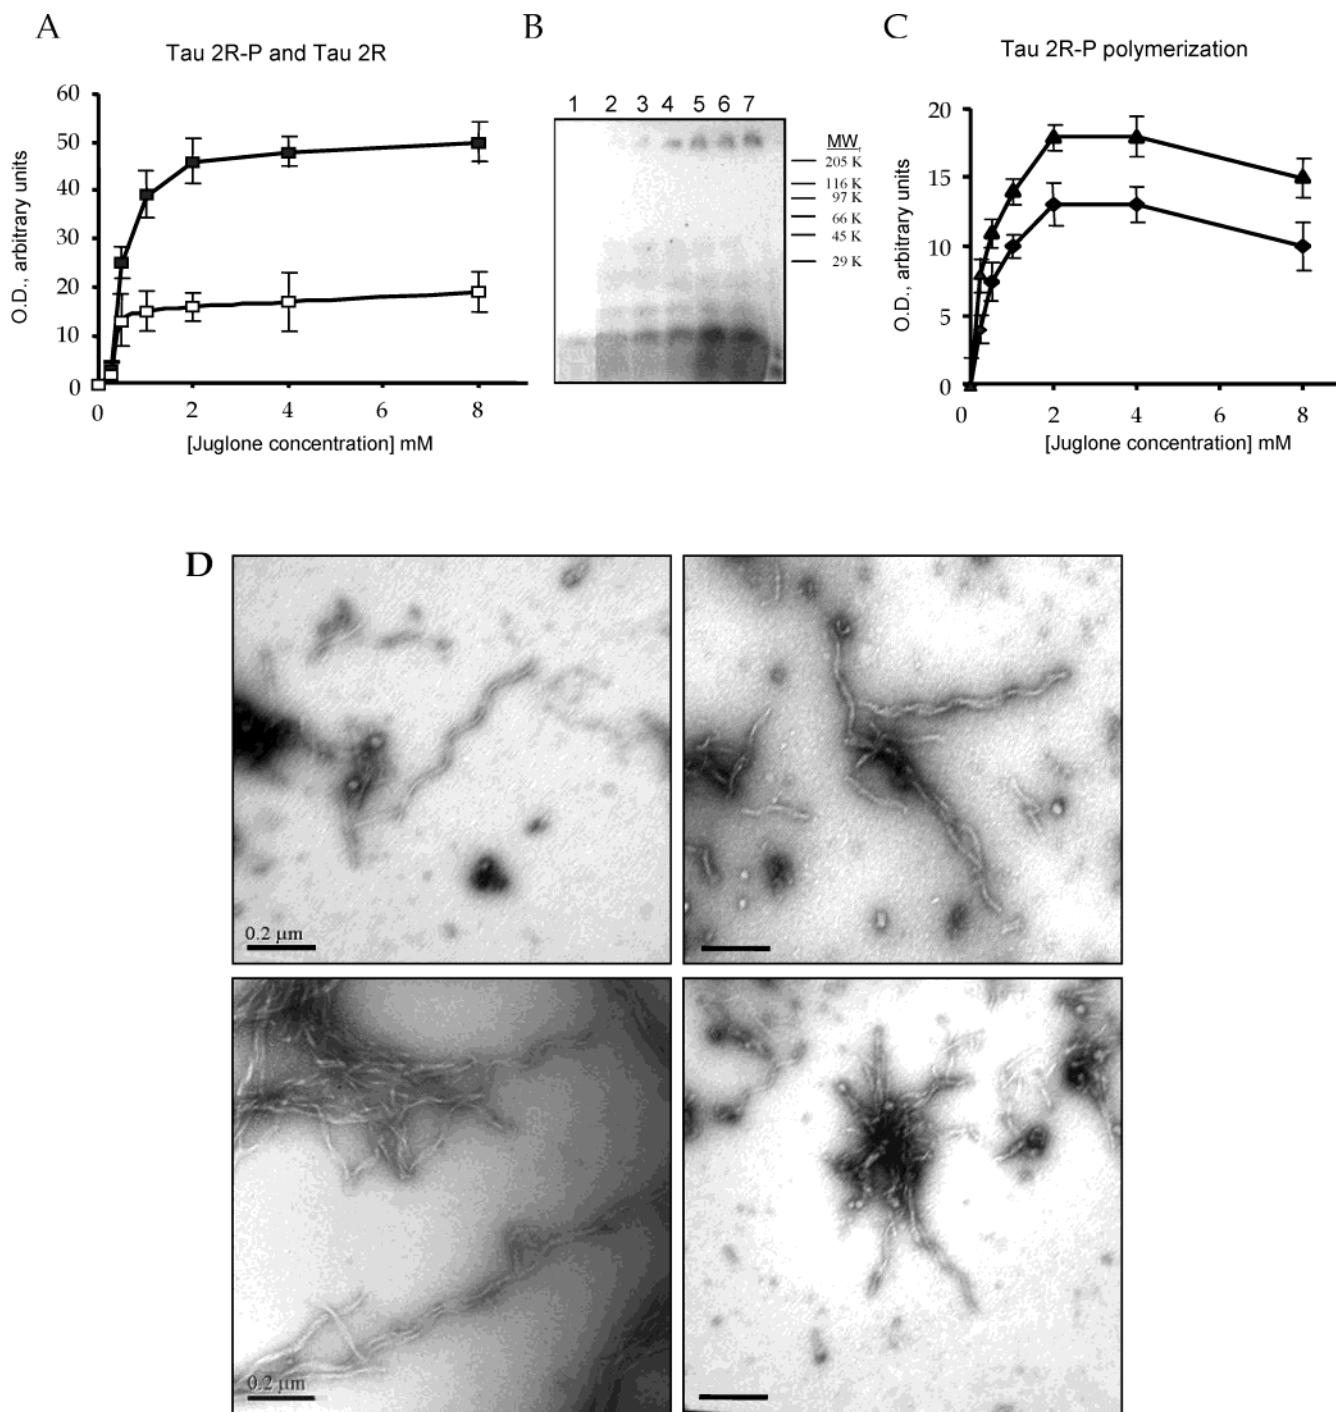 A
Tau 2R-P and Tau 2R
60
50
40
30
20
10
0
O.D., arbitrary units
0 2 4 6 8
[Juglone concentration] mM
B
1 2 3 4 5 6 7
MW,
205 K
116 K
97 K
66 K
45 K
29 K
C
Tau 2R-P polymerization
20
15
10
5
0
O.D., arbitrary units
0 2 4 6 8
[Juglone concentration] mM
D
0.2 µm
0.2 µm